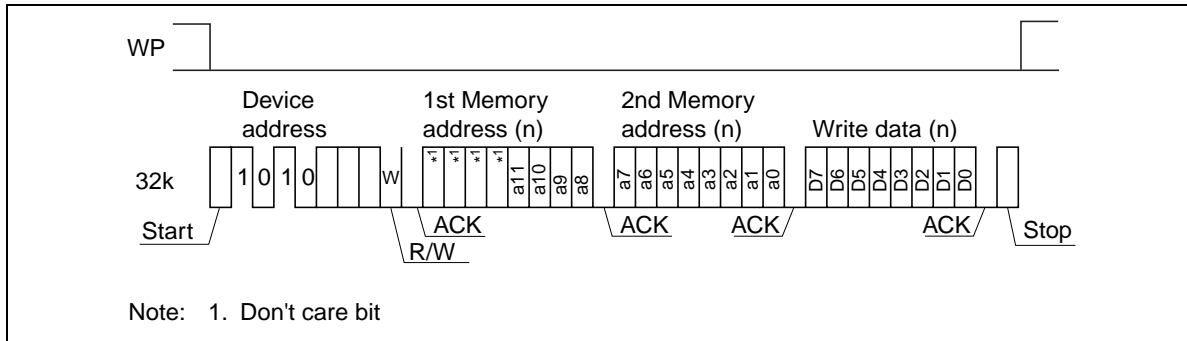 WP
Device address
1st Memory address (n)
2nd Memory address (n)
Write data (n)
32k
1 0 1 0 W *1 *1 *1 *1 a11 a10 a9 a8 a7 a6 a5 a4 a3 a2 a1 a0 D7 D6 D5 D4 D3 D2 D1 D0
Start R/W ACK ACK ACK ACK Stop
Note: 1. Don't care bit